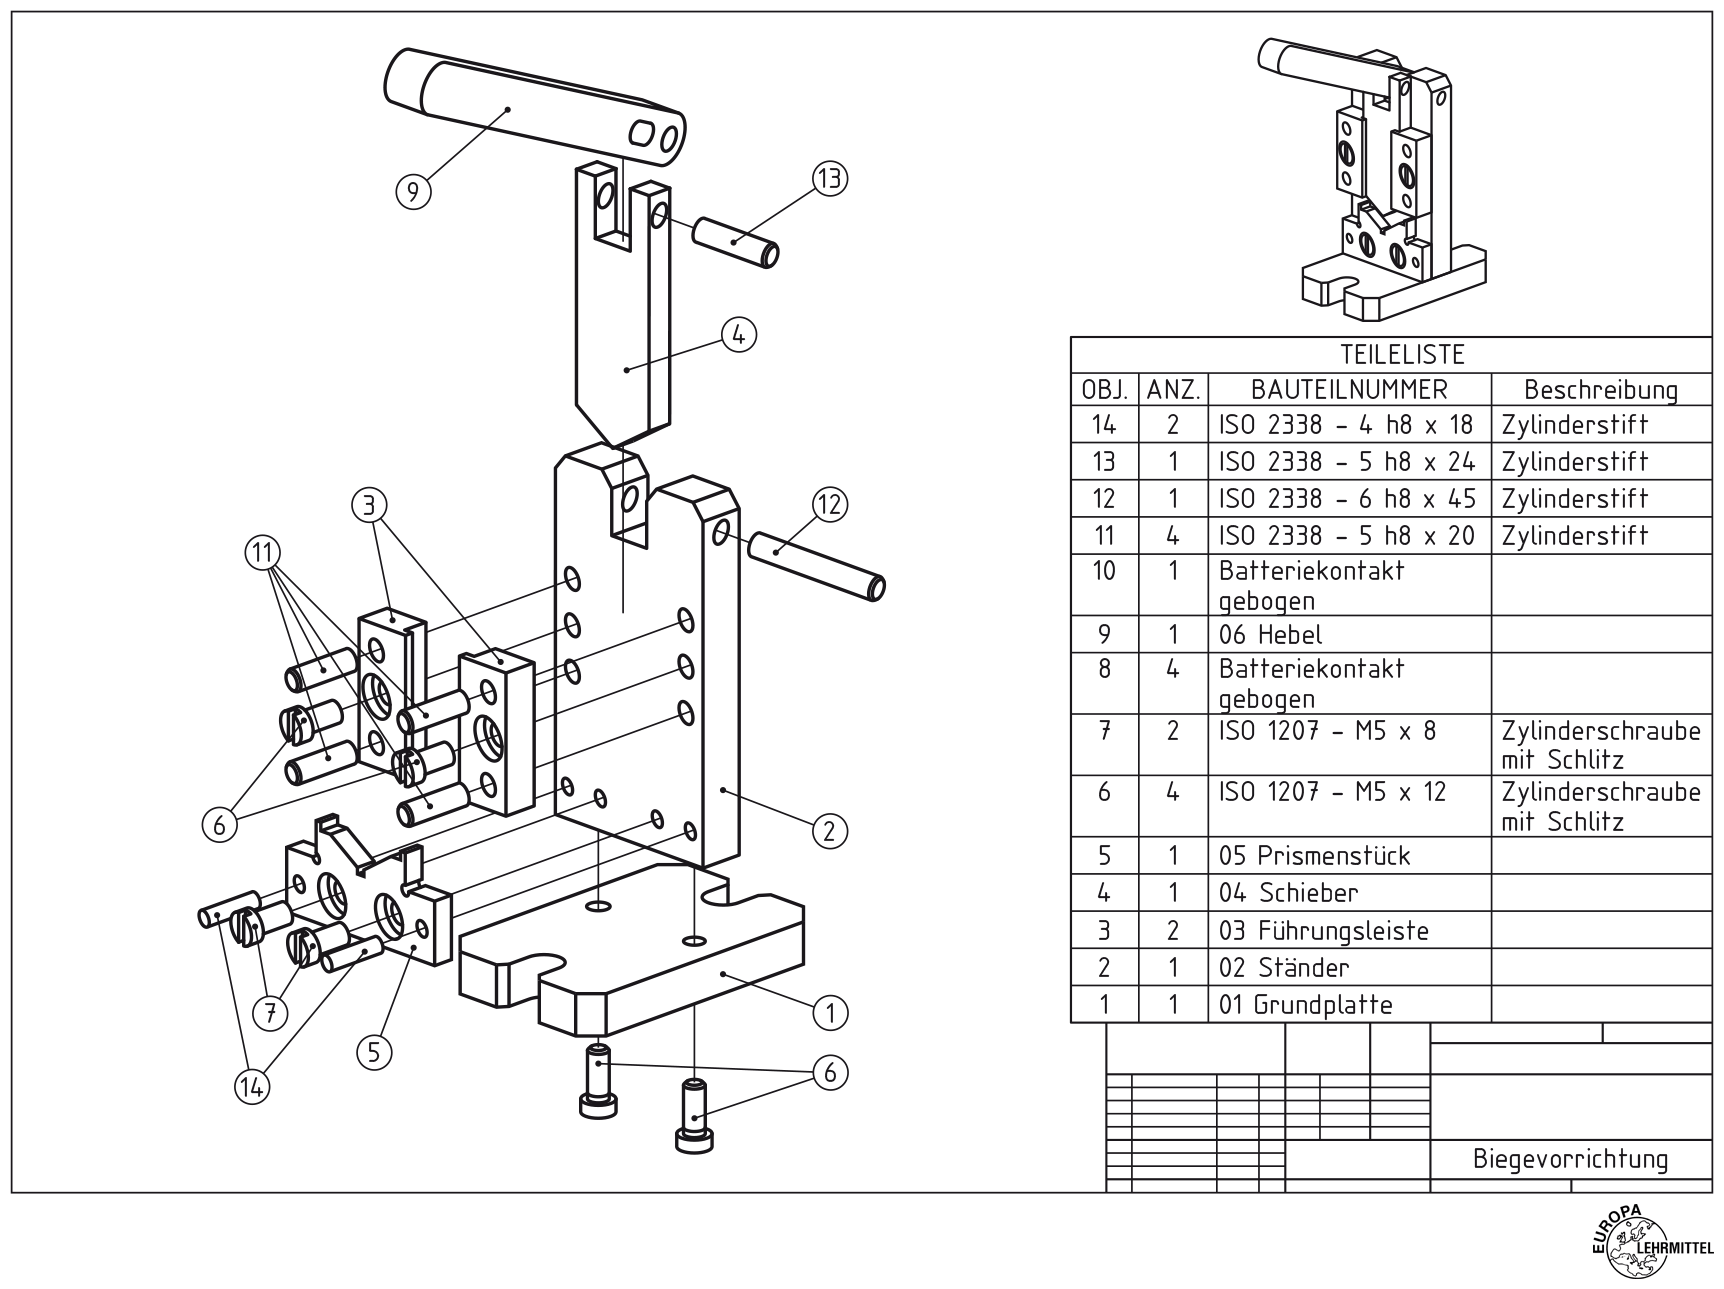 9
13
4
3
12
11
6
2
7
5
1
14
6
TEILELISTE
OBJ. ANZ. BAUTEILNUMMER Beschreibung
14 2 ISO 2338 - 4 h8 x 18 Zylinderstift
13 1 ISO 2338 - 5 h8 x 24 Zylinderstift
12 1 ISO 2338 - 6 h8 x 45 Zylinderstift
11 4 ISO 2338 - 5 h8 x 20 Zylinderstift
10 1 Batteriekontakt
gebogen
9 1 06 Hebel
8 4 Batteriekontakt
gebogen
7 2 ISO 1207 - M5 x 8 Zylinderschraube
mit Schlitz
6 4 ISO 1207 - M5 x 12 Zylinderschraube
mit Schlitz
5 1 05 Prismenstück
4 1 04 Schieber
3 2 03 Führungsleiste
2 1 02 Ständer
1 1 01 Grundplatte
Biegevorrichtung
EUROPA
LEHRMITTEL